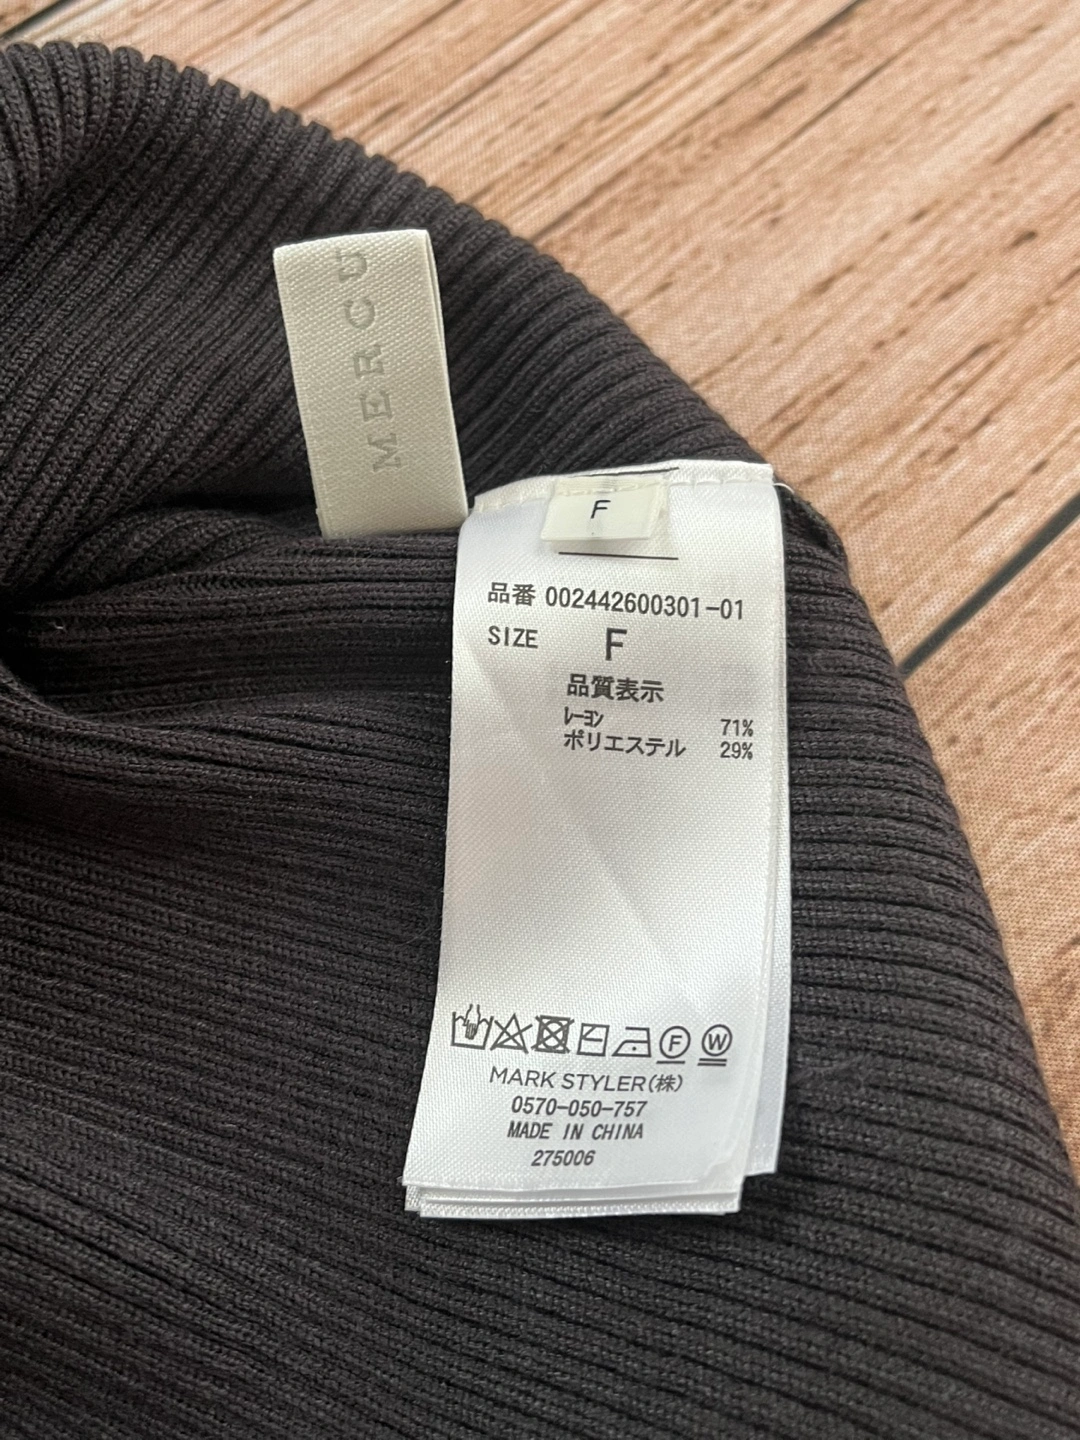 MERCU
F
品番 002442600301-01
SIZE F
品質表示
ﾚｰﾖﾝ 71%
ポリエステル 29%
F W
MARK STYLER(株)
0570-050-757
MADE IN CHINA
275006